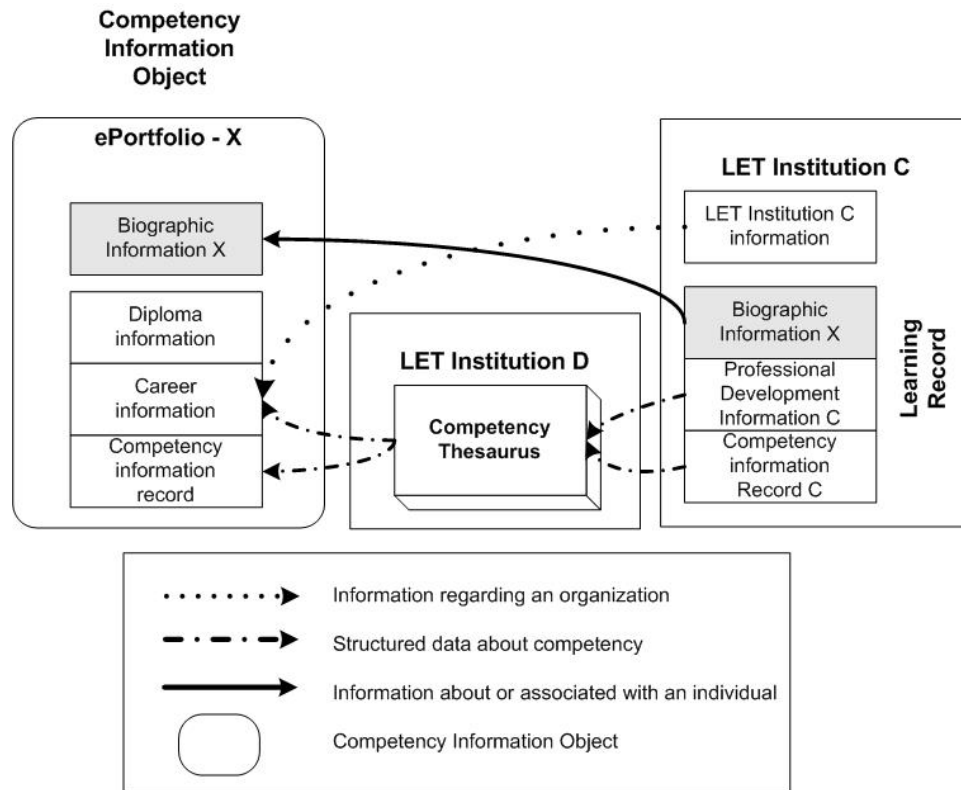 Competency
Information
Object
ePortfolio - X
Biographic
Information X
Diploma
information
Career
information
Competency
information
record
LET Institution D
Competency
Thesaurus
LET Institution C
LET Institution C
information
Biographic
Information X
Professional
Development
Information C
Competency
information
Record C
Learning
Record
Information regarding an organization
Structured data about competency
Information about or associated with an individual
Competency Information Object